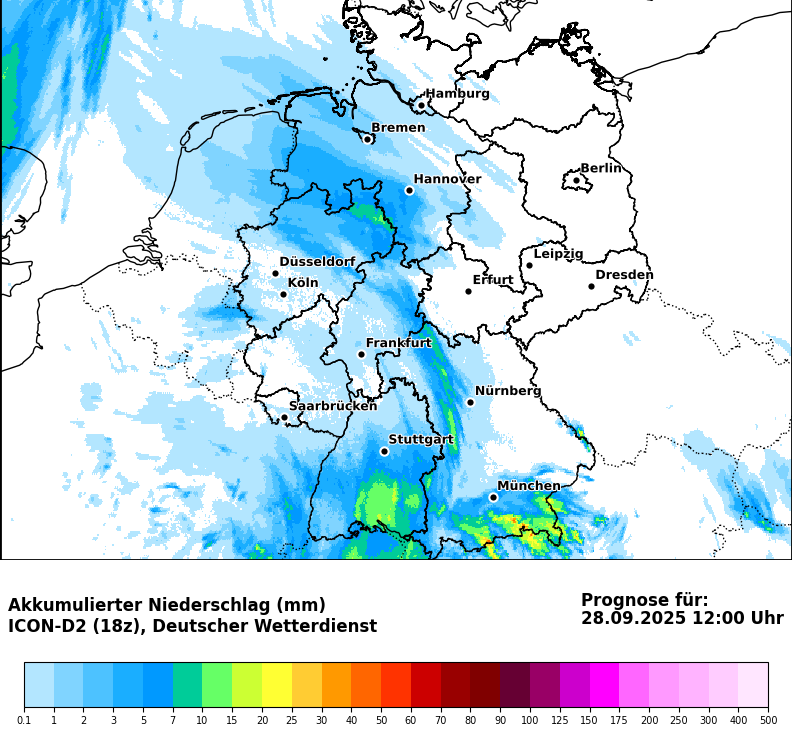 Hamburg
Bremen
Berlin
Hannover
Leipzig
Düsseldorf
Dresden
Köln
Erfurt
Frankfurt
Nürnberg
Saarbrücken
Stuttgart
München
Akkumulierter Niederschlag (mm)
ICON-D2 (18z), Deutscher Wetterdienst
Prognose für:
28.09.2025 12:00 Uhr
0.1 1 2 3 5 7 10 15 20 25 30 40 50 60 70 80 90 100 125 150 175 200 250 300 400 500